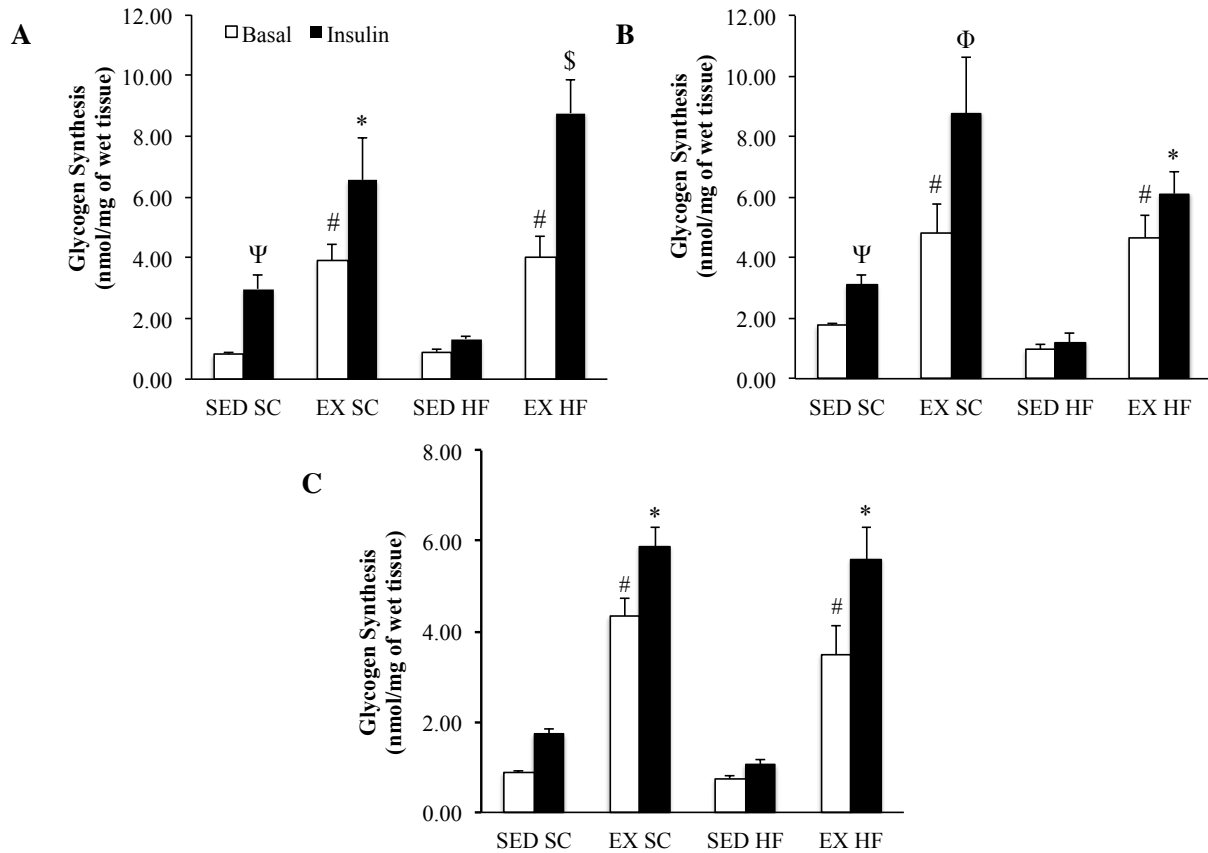 A
Basal Insulin
Glycogen Synthesis
(nmol/mg of wet tissue)
12.00
10.00
8.00
6.00
4.00
2.00
0.00
Ψ
#
*
#
$
SED SC EX SC SED HF EX HF
B
Glycogen Synthesis
(nmol/mg of wet tissue)
12.00
10.00
8.00
6.00
4.00
2.00
0.00
Ψ
#
Φ
#
*
SED SC EX SC SED HF EX HF
C
Glycogen Synthesis
(nmol/mg of wet tissue)
8.00
6.00
4.00
2.00
0.00
#
*
#
*
SED SC EX SC SED HF EX HF